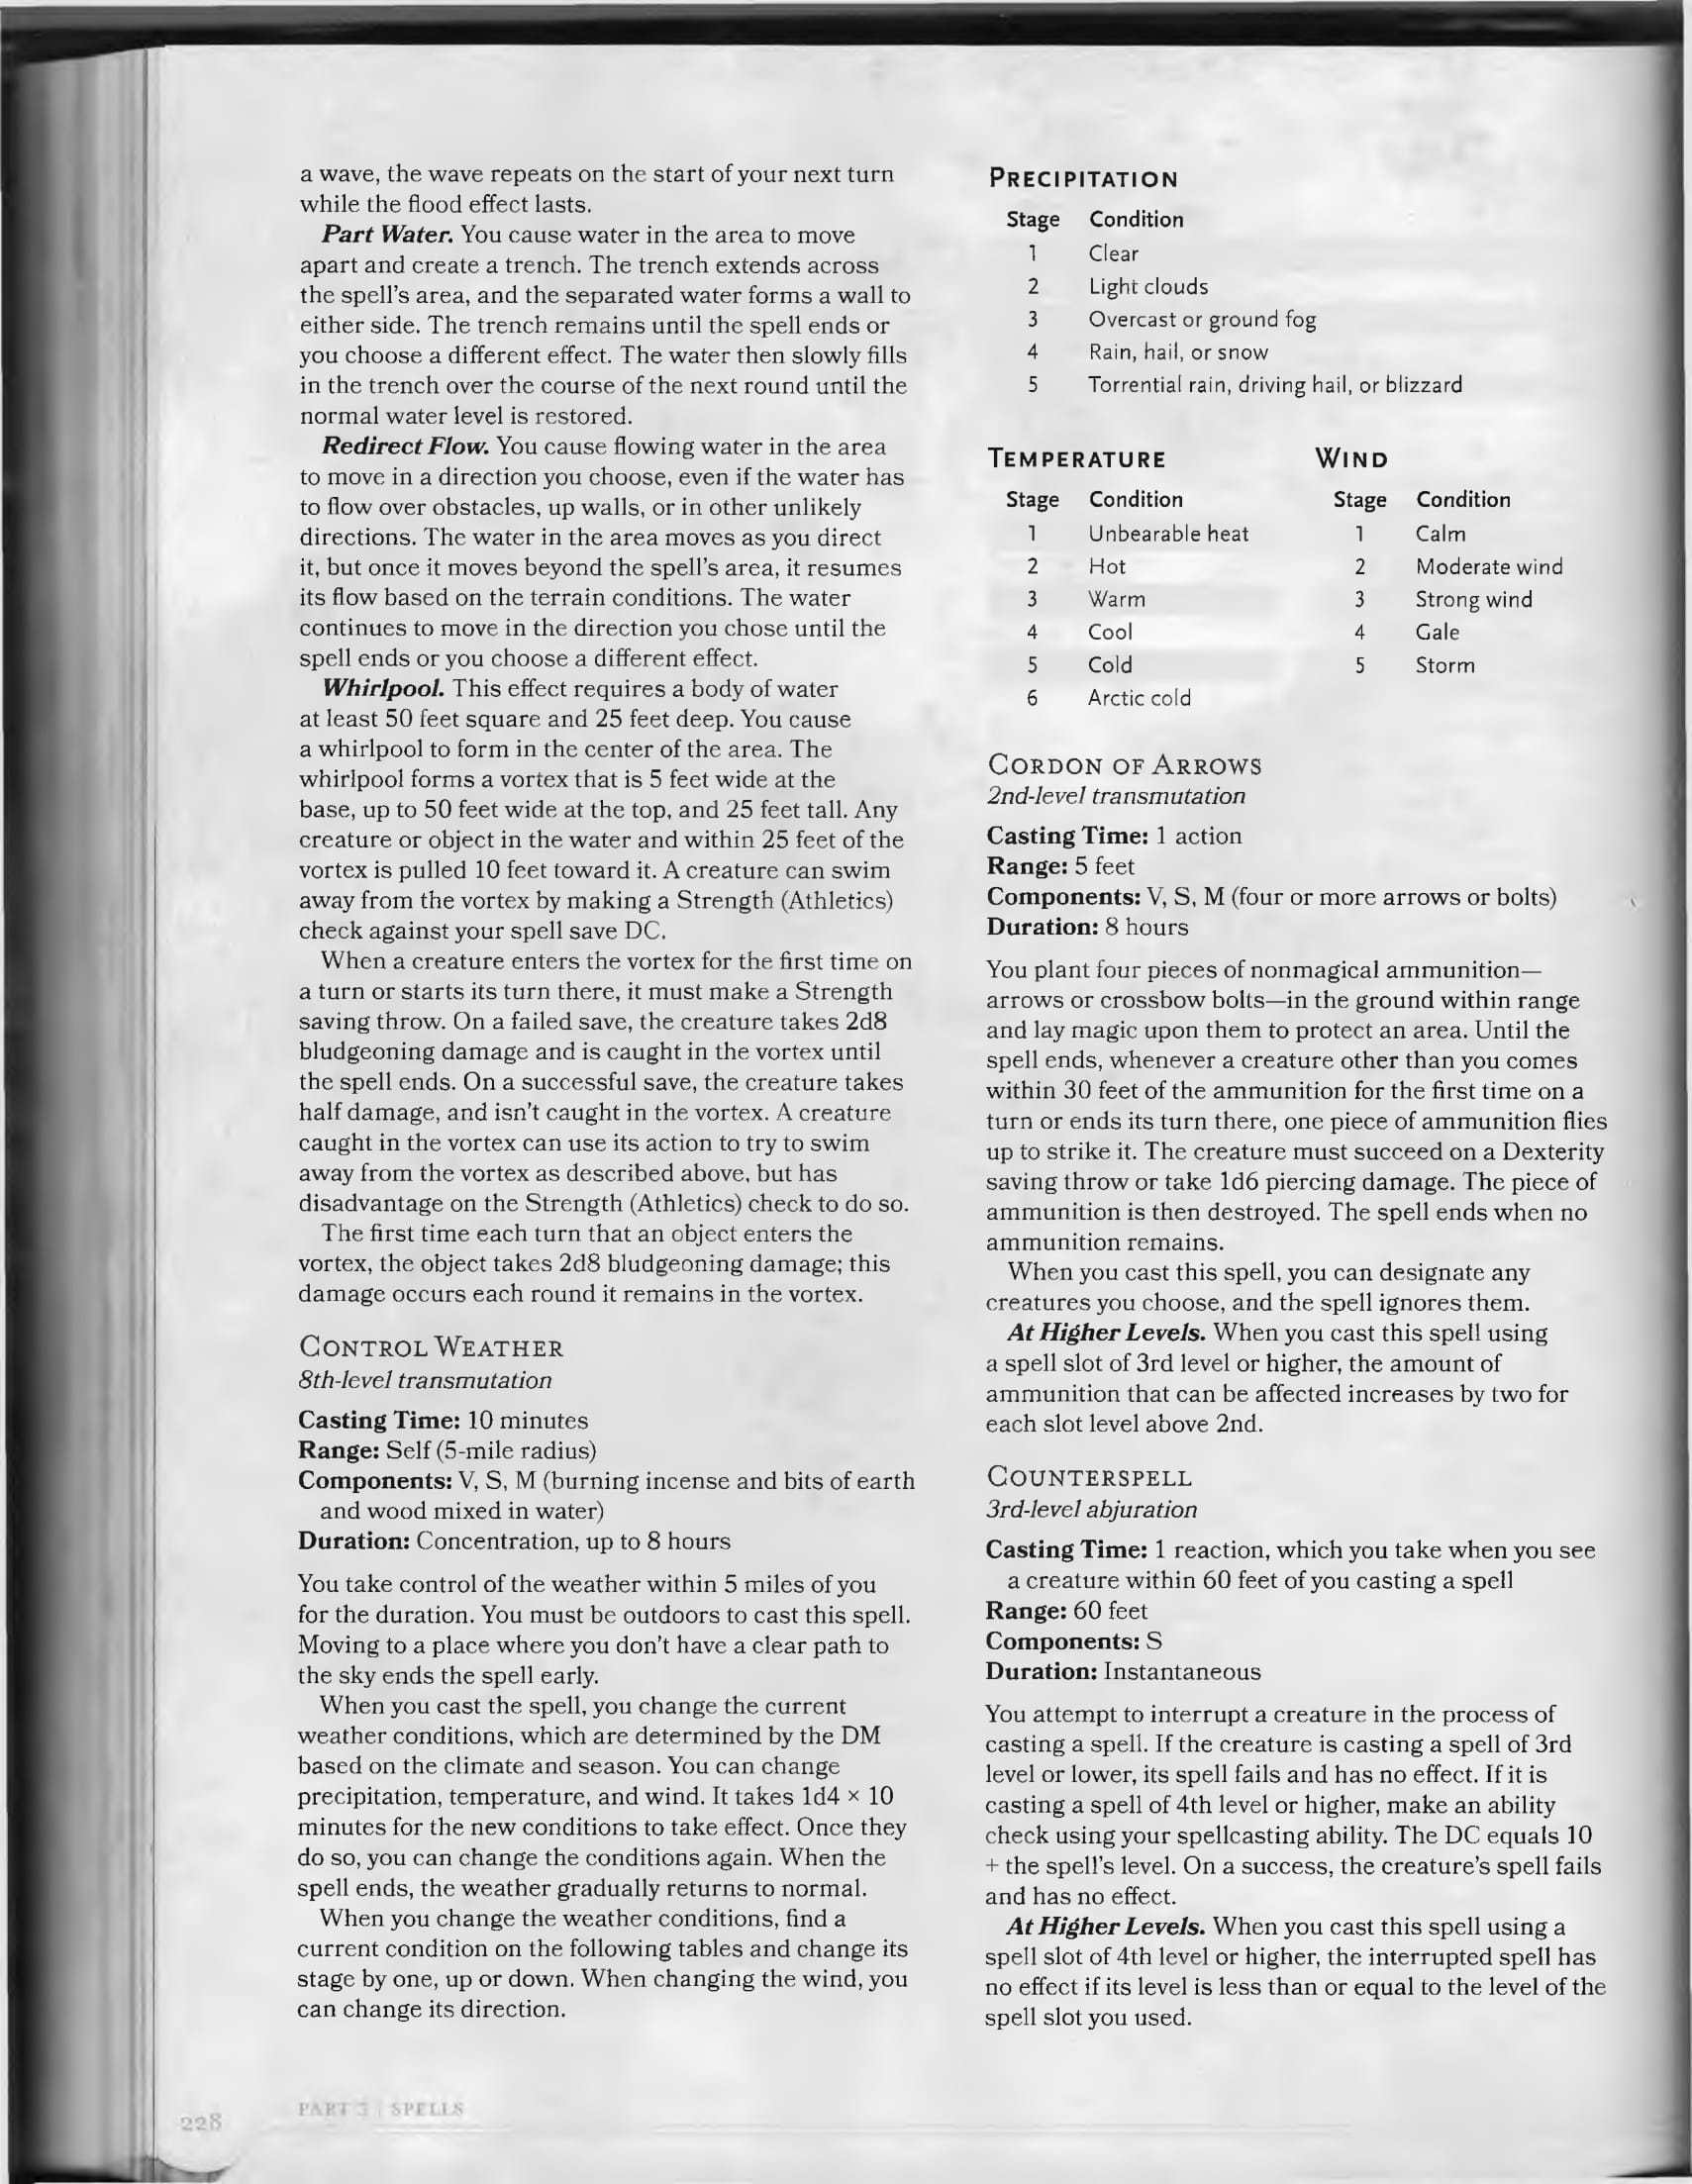 a wave, the wave repeats on the start of your next turn
while the flood effect lasts.
Part Water. You cause water in the area to move
apart and create a trench. The trench extends across
the spell's area, and the separated water forms a wall to
either side. The trench remains until the spell ends or
you choose a different effect. The water then slowly fills
in the trench over the course of the next round until the
normal water level is restored.
Redirect Flow. You cause flowing water in the area
to move in a direction you choose, even if the water has
to flow over obstacles, up walls, or in other unlikely
directions. The water in the area moves as you direct
it, but once it moves beyond the spell's area, it resumes
its flow based on the terrain conditions. The water
continues to move in the direction you chose until the
spell ends or you choose a different effect.
Whirlpool. This effect requires a body of water
at least 50 feet square and 25 feet deep. You cause
a whirlpool to form in the center of the area. The
whirlpool forms a vortex that is 5 feet wide at the
base, up to 50 feet wide at the top, and 25 feet tall. Any
creature or object in the water and within 25 feet of the
vortex is pulled 10 feet toward it. A creature can swim
away from the vortex by making a Strength (Athletics)
check against your spell save DC.
When a creature enters the vortex for the first time on
a turn or starts its turn there, it must make a Strength
saving throw. On a failed save, the creature takes 2d8
bludgeoning damage and is caught in the vortex until
the spell ends. On a successful save, the creature takes
half damage, and isn't caught in the vortex. A creature
caught in the vortex can use its action to try to swim
away from the vortex as described above, but has
disadvantage on the Strength (Athletics) check to do so.
The first time each turn that an object enters the
vortex, the object takes 2d8 bludgeoning damage; this
damage occurs each round it remains in the vortex.
CONTROL WEATHER
8th-level transmutation
Casting Time: 10 minutes
Range: Self (5-mile radius)
Components: V, S, M (burning incense and bits of earth
and wood mixed in water)
Duration: Concentration, up to 8 hours
You take control of the weather within 5 miles of you
for the duration. You must be outdoors to cast this spell.
Moving to a place where you don't have a clear path to
the sky ends the spell early.
When you cast the spell, you change the current
weather conditions, which are determined by the DM
based on the climate and season. You can change
precipitation, temperature, and wind. It takes 1d4 × 10
minutes for the new conditions to take effect. Once they
do so, you can change the conditions again. When the
spell ends, the weather gradually returns to normal.
When you change the weather conditions, find a
current condition on the following tables and change its
stage by one, up or down. When changing the wind, you
can change its direction.
PRECIPITATION
Stage Condition
1 Clear
2 Light clouds
3 Overcast or ground fog
4 Rain, hail, or snow
5 Torrential rain, driving hail, or blizzard
TEMPERATURE
Stage Condition
1 Unbearable heat
2 Hot
3 Warm
4 Cool
5 Cold
6 Arctic cold
WIND
Stage Condition
1 Calm
2 Moderate wind
3 Strong wind
4 Gale
5 Storm
CORDON OF ARROWS
2nd-level transmutation
Casting Time: 1 action
Range: 5 feet
Components: V, S, M (four or more arrows or bolts)
Duration: 8 hours
You plant four pieces of nonmagical ammunition—
arrows or crossbow bolts—in the ground within range
and lay magic upon them to protect an area. Until the
spell ends, whenever a creature other than you comes
within 30 feet of the ammunition for the first time on a
turn or ends its turn there, one piece of ammunition flies
up to strike it. The creature must succeed on a Dexterity
saving throw or take 1d6 piercing damage. The piece of
ammunition is then destroyed. The spell ends when no
ammunition remains.
When you cast this spell, you can designate any
creatures you choose, and the spell ignores them.
At Higher Levels. When you cast this spell using
a spell slot of 3rd level or higher, the amount of
ammunition that can be affected increases by two for
each slot level above 2nd.
COUNTERSPELL
3rd-level abjuration
Casting Time: 1 reaction, which you take when you see
a creature within 60 feet of you casting a spell
Range: 60 feet
Components: S
Duration: Instantaneous
You attempt to interrupt a creature in the process of
casting a spell. If the creature is casting a spell of 3rd
level or lower, its spell fails and has no effect. If it is
casting a spell of 4th level or higher, make an ability
check using your spellcasting ability. The DC equals 10
+ the spell's level. On a success, the creature's spell fails
and has no effect.
At Higher Levels. When you cast this spell using a
spell slot of 4th level or higher, the interrupted spell has
no effect if its level is less than or equal to the level of the
spell slot you used.
228
PART 3 | SPELLS